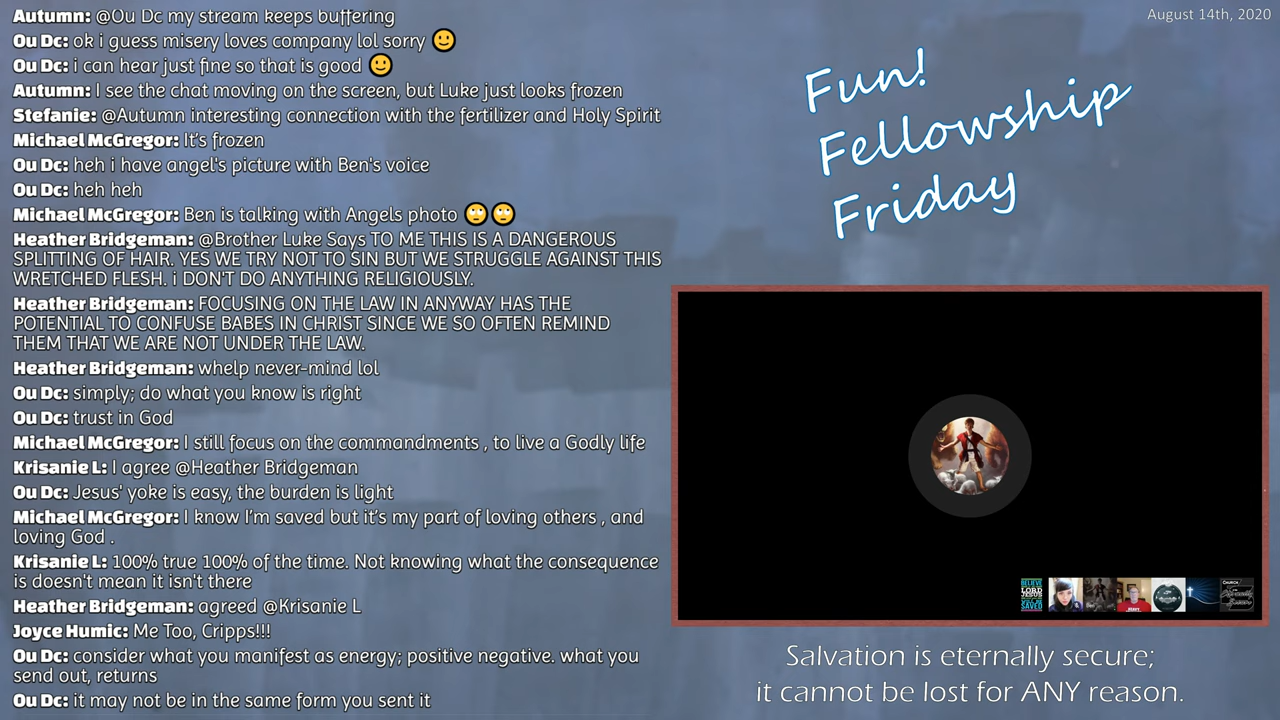 Autumn: @Ou Dc my stream keeps buffering
Ou Dc: ok i guess misery loves company lol sorry 🙂
Ou Dc: i can hear just fine so that is good 🙂
Autumn: I see the chat moving on the screen, but Luke just looks frozen
Stefanie: @Autumn interesting connection with the fertilizer and Holy Spirit
Michael McGregor: It's frozen
Ou Dc: heh i have angel's picture with Ben's voice
Ou Dc: heh heh
Michael McGregor: Ben is talking with Angels photo 🙄🙄
Heather Bridgeman: @Brother Luke Says TO ME THIS IS A DANGEROUS
SPLITTING OF HAIR. YES WE TRY NOT TO SIN BUT WE STRUGGLE AGAINST THIS
WRETCHED FLESH. i DON'T DO ANYTHING RELIGIOUSLY.
Heather Bridgeman: FOCUSING ON THE LAW IN ANYWAY HAS THE
POTENTIAL TO CONFUSE BABES IN CHRIST SINCE WE SO OFTEN REMIND
THEM THAT WE ARE NOT UNDER THE LAW.
Heather Bridgeman: whelp never-mind lol
Ou Dc: simply; do what you know is right
Ou Dc: trust in God
Michael McGregor: I still focus on the commandments , to live a Godly life
Krisanie L: I agree @Heather Bridgeman
Ou Dc: Jesus' yoke is easy, the burden is light
Michael McGregor: I know I'm saved but it's my part of loving others , and
loving God .
Krisanie L: 100% true 100% of the time. Not knowing what the consequence
is doesn't mean it isn't there
Heather Bridgeman: agreed @Krisanie L
Joyce Humic: Me Too, Cripps!!!
Ou Dc: consider what you manifest as energy; positive negative. what you
send out, returns
Ou Dc: it may not be in the same form you sent it
August 14th, 2020
Fun!
Fellowship
Friday
BELIEVE
LORD
JESUS
SAVED
CHURCH
Salvation is eternally secure;
it cannot be lost for ANY reason.